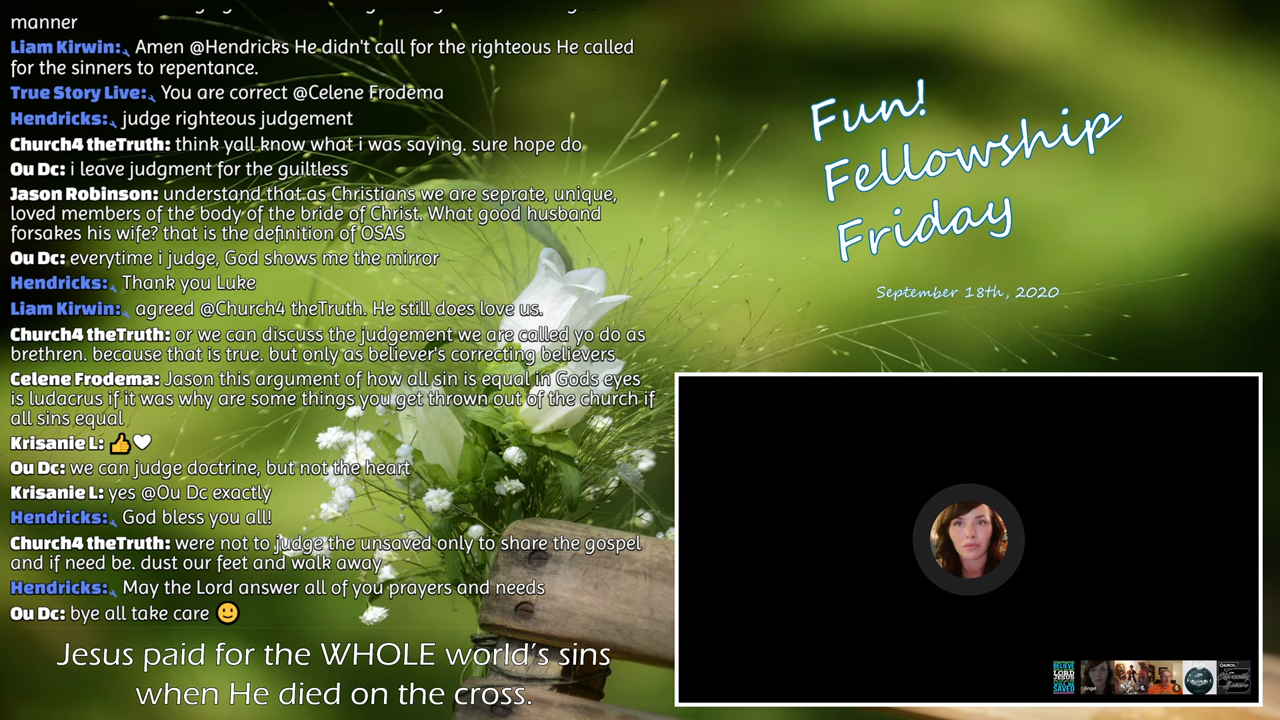 manner
Liam Kirwin: Amen @Hendricks He didn't call for the righteous He called
for the sinners to repentance.
True Story Live: You are correct @Celene Frodema
Hendricks: judge righteous judgement
Church4 theTruth: think yall know what i was saying. sure hope do
Ou Dc: i leave judgment for the guiltless
Jason Robinson: understand that as Christians we are seprate, unique,
loved members of the body of the bride of Christ. What good husband
forsakes his wife? that is the definition of OSAS
Ou Dc: everytime i judge, God shows me the mirror
Hendricks: Thank you Luke
Liam Kirwin: agreed @Church4 theTruth. He still does love us.
Church4 theTruth: or we can discuss the judgement we are called yo do as
brethren. because that is true. but only as believer's correcting believers
Celene Frodema: Jason this argument of how all sin is equal in Gods eyes
is ludacrus if it was why are some things you get thrown out of the church if
all sins equal
Krisanie L: 👍🤍
Ou Dc: we can judge doctrine, but not the heart
Krisanie L: yes @Ou Dc exactly
Hendricks: God bless you all!
Church4 theTruth: were not to judge the unsaved only to share the gospel
and if need be. dust our feet and walk away
Hendricks: May the Lord answer all of you prayers and needs
Ou Dc: bye all take care 🙂
Jesus paid for the WHOLE world's sins
when He died on the cross.
Fun!
Fellowship
Friday
September 18th, 2020
BELIEVE
LORD
JESUS
SAVED
Angel
CHURCH